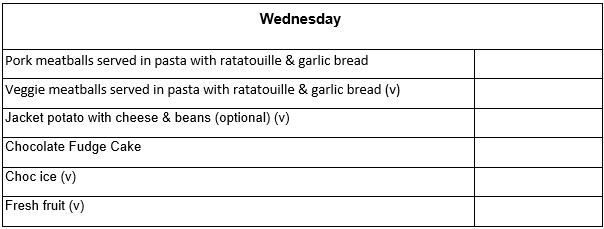 Wednesday
Pork meatballs served in pasta with ratatouille & garlic bread
Veggie meatballs served in pasta with ratatouille & garlic bread (v)
Jacket potato with cheese & beans (optional) (v)
Chocolate Fudge Cake
Choc ice (v)
Fresh fruit (v)